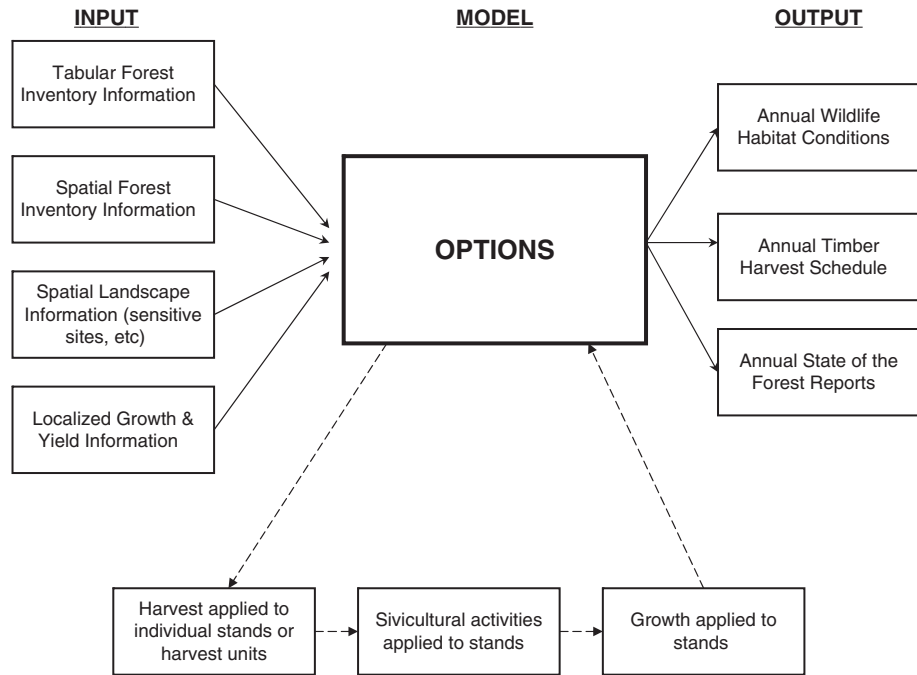 INPUT
MODEL
OUTPUT
Tabular Forest
Inventory Information
Spatial Forest
Inventory Information
Spatial Landscape
Information (sensitive
sites, etc)
Localized Growth &
Yield Information
OPTIONS
Annual Wildlife
Habitat Conditions
Annual Timber
Harvest Schedule
Annual State of the
Forest Reports
Harvest applied to
individual stands or
harvest units
Sivicultural activities
applied to stands
Growth applied to
stands